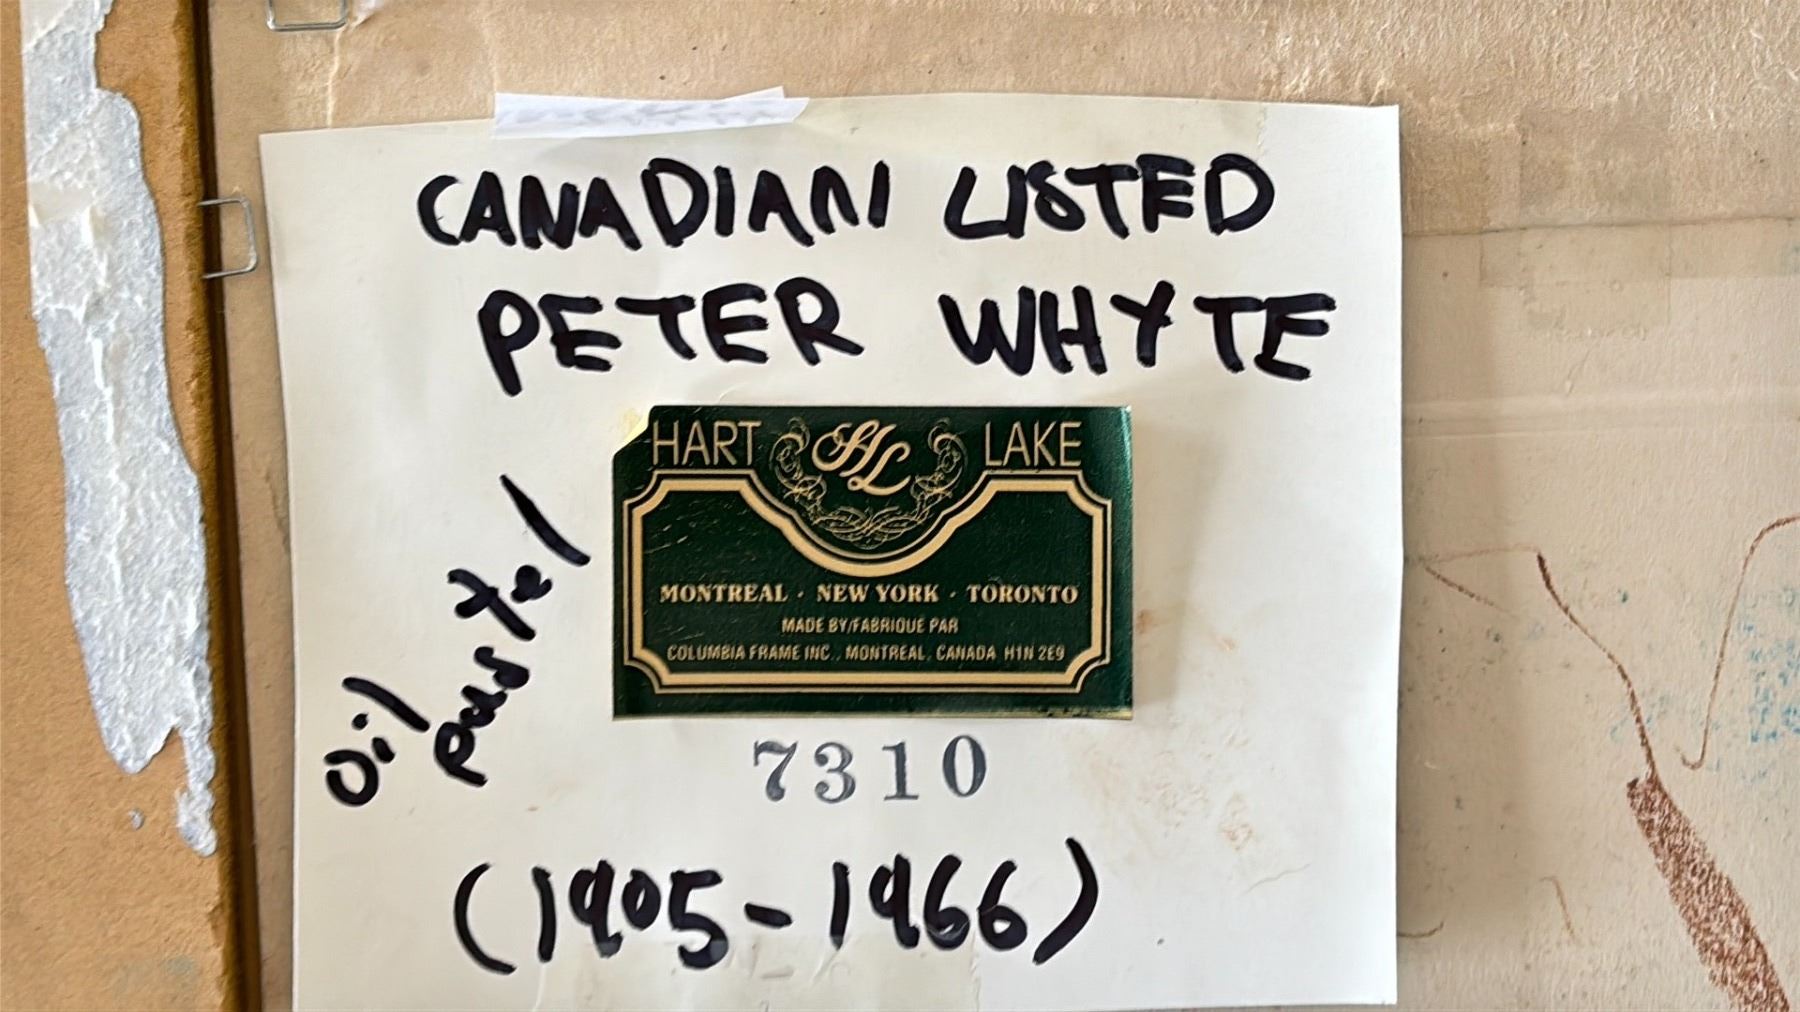 CANADIAN LISTED
PETER WHYTE
HART HL LAKE
MONTREAL · NEW YORK · TORONTO
MADE BY/FABRIQUE PAR
COLUMBIA FRAME INC., MONTREAL, CANADA H1N 2E9
oil
pastel
7310
(1905-1966)